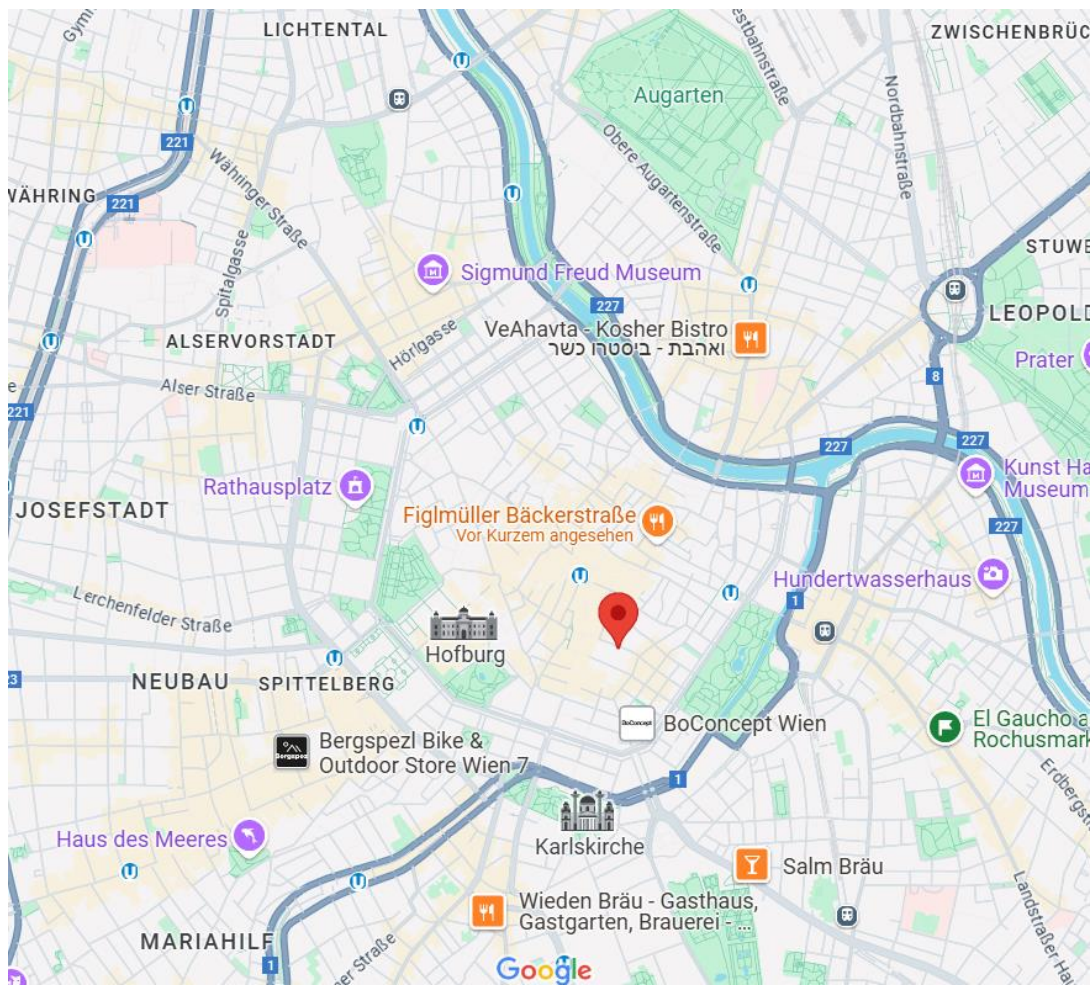 LICHTENTAL
ZWISCHENBRÜC
Augarten
Nordbahnstraße
Obere Augartenstraße
221
Währinger Straße
WÄHRING
221
Spitalgasse
STUWE
Sigmund Freud Museum
227
LEOPOLD
VeAhavta - Kosher Bistro
ואהבת - ביסטרו כשר
ALSERVORSTADT
Hörlgasse
Prater
8
Alser Straße
221
227
227
Kunst Ha
Museum
Rathausplatz
JOSEFSTADT
Figlmüller Bäckerstraße
Vor Kurzem angesehen
227
Hundertwasserhaus
1
Lerchenfelder Straße
Hofburg
NEUBAU
SPITTELBERG
BoConcept
BoConcept Wien
El Gaucho a
Rochusmark
Bergspezl Bike &
Outdoor Store Wien 7
1
Erdbergst
Haus des Meeres
Karlskirche
Salm Bräu
Wieden Bräu - Gasthaus,
Gastgarten, Brauerei - ...
Landstraßer Ha
MARIAHILF
1
Google